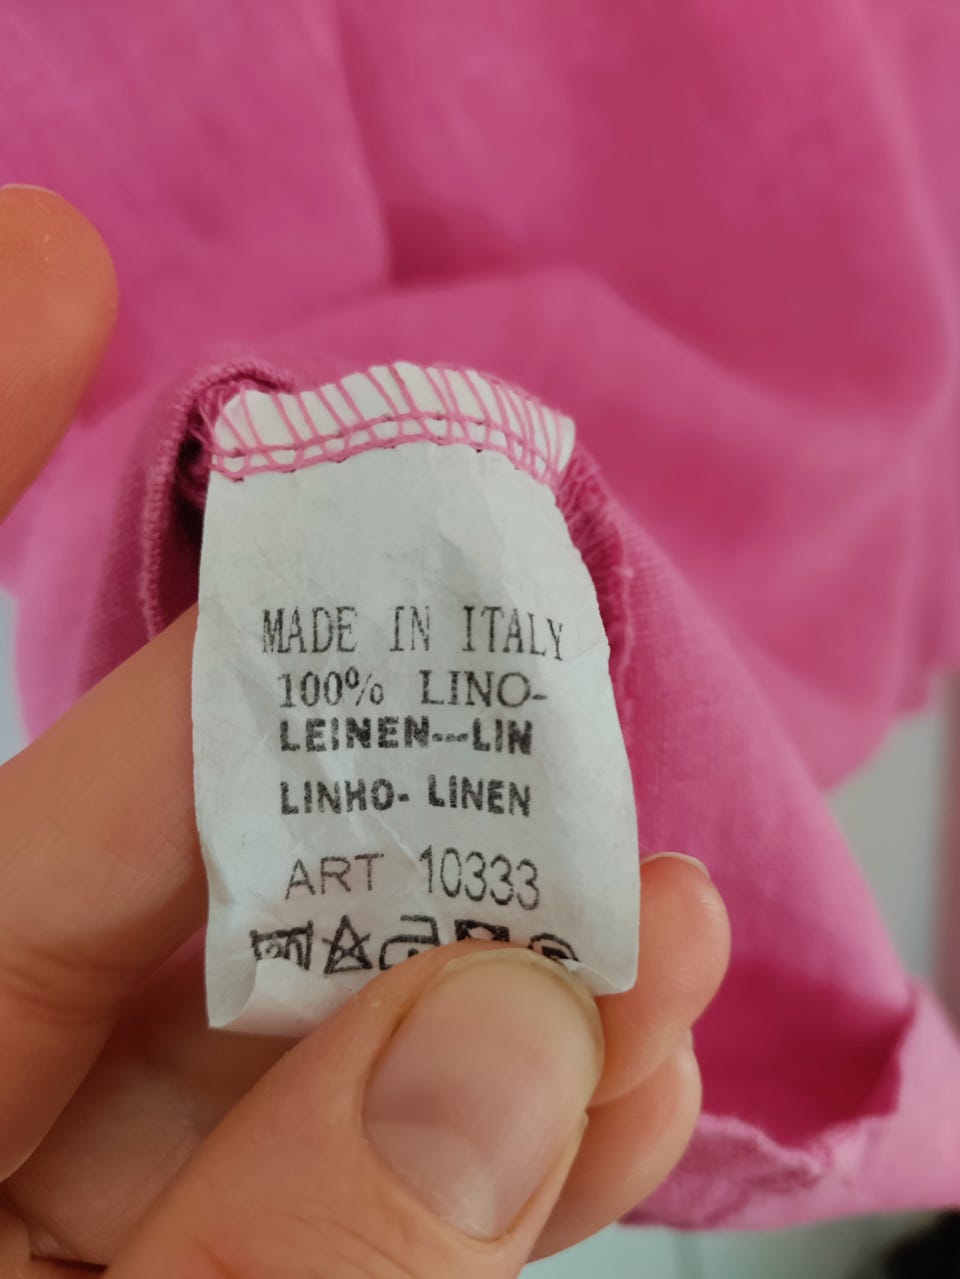 MADE IN ITALY
100% LINO-
LEINEN---LIN
LINHO- LINEN
ART 10333